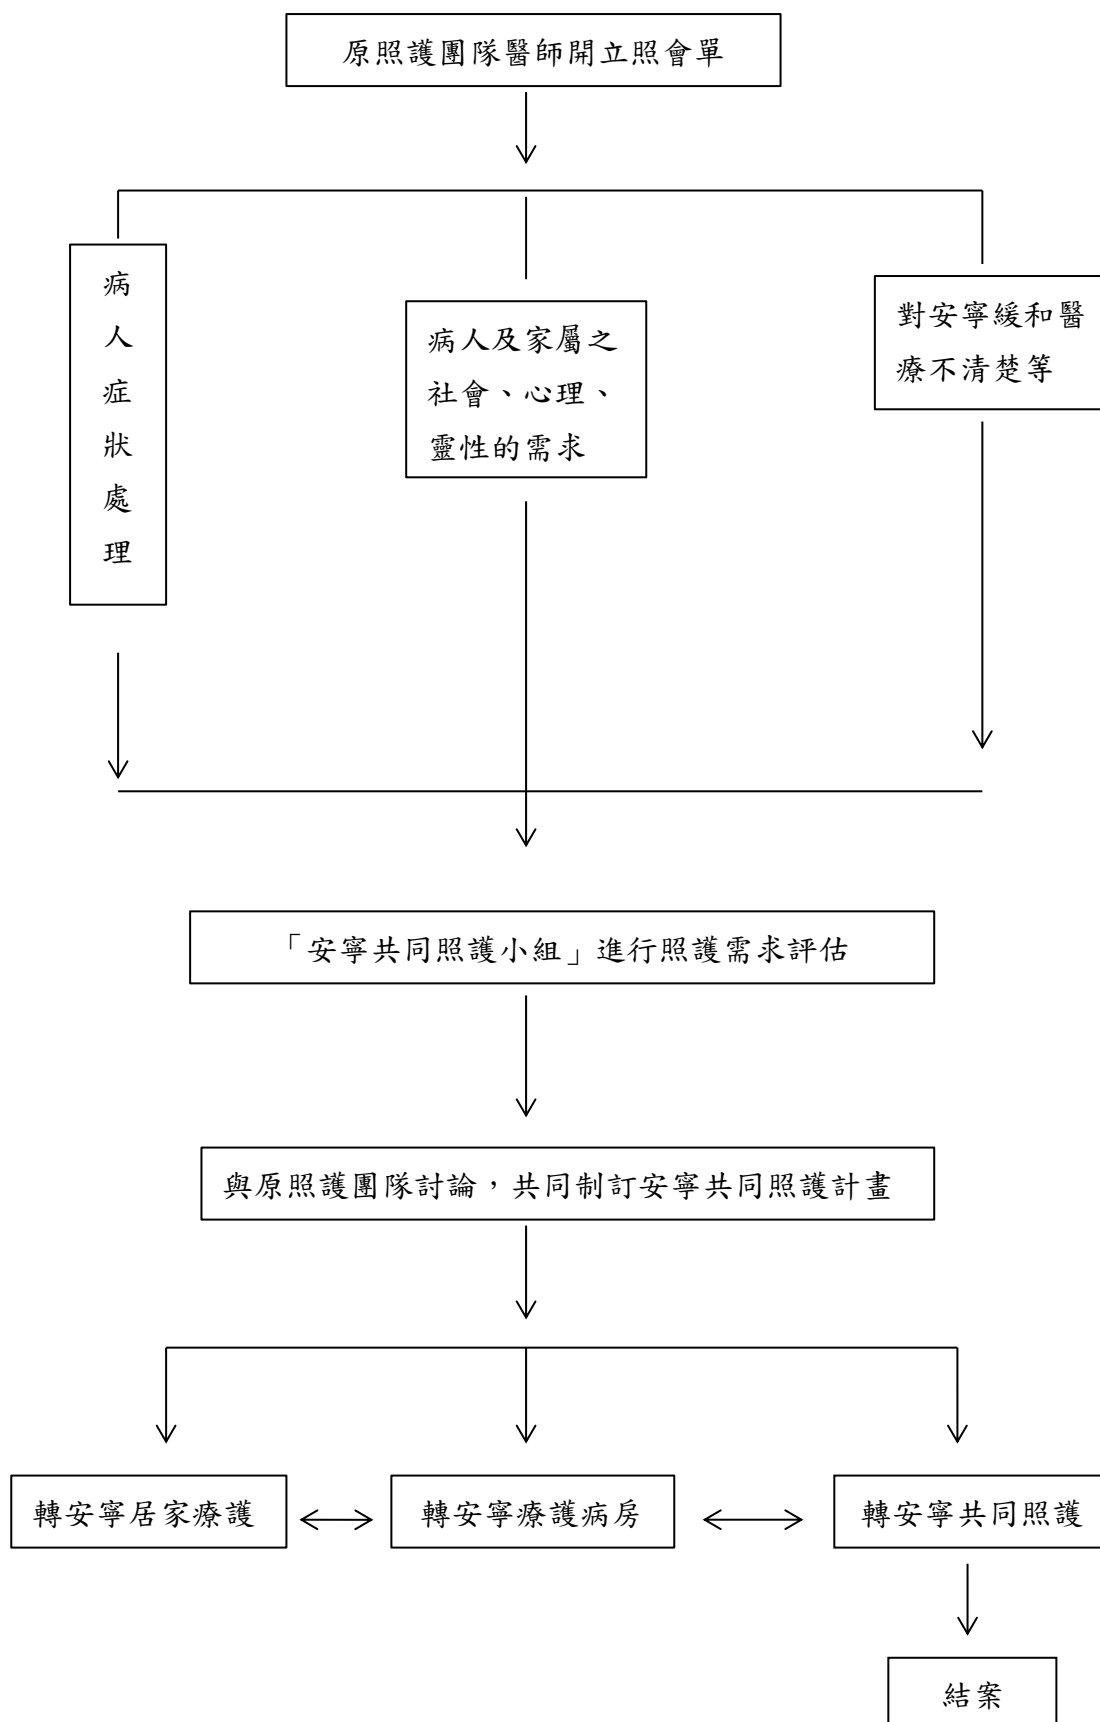 原照護團隊醫師開立照會單
病
人
症
狀
處
理
病人及家屬之
社會、心理、
靈性的需求
對安寧緩和醫
療不清楚等
「安寧共同照護小組」進行照護需求評估
與原照護團隊討論，共同制訂安寧共同照護計畫
轉安寧居家療護
轉安寧療護病房
轉安寧共同照護
結案